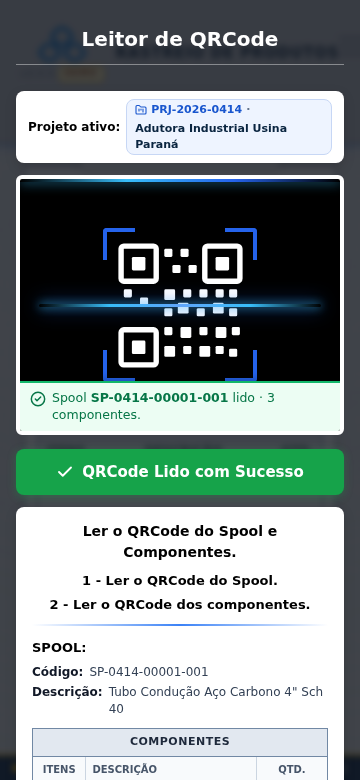 Leitor de QRCode
Projeto ativo:
PRJ-2026-0414 ·
Adutora Industrial Usina
Paraná
Spool SP-0414-00001-001 lido · 3
componentes.
QRCode Lido com Sucesso
Ler o QRCode do Spool e
Componentes.
1 - Ler o QRCode do Spool.
2 - Ler o QRCode dos componentes.
SPOOL:
Código: SP-0414-00001-001
Descrição: Tubo Condução Aço Carbono 4" Sch
40
COMPONENTES
ITENS DESCRIÇÃO QTD.